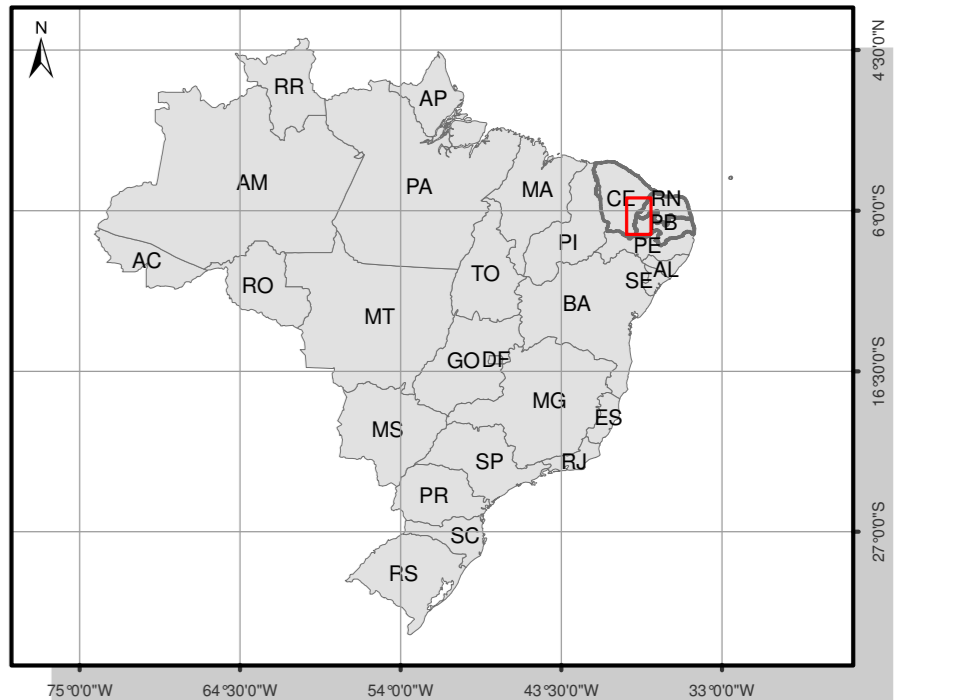 N
4°30'0"N
RR
AP
AM
PA
MA
CE
RN
6°0'0"S
PB
PI
PE
AC
TO
AL
RO
SE
BA
MT
GO
DF
16°30'0"S
MG
ES
MS
SP
RJ
PR
27°0'0"S
SC
RS
75°0'0"W
64°30'0"W
54°0'0"W
43°30'0"W
33°0'0"W